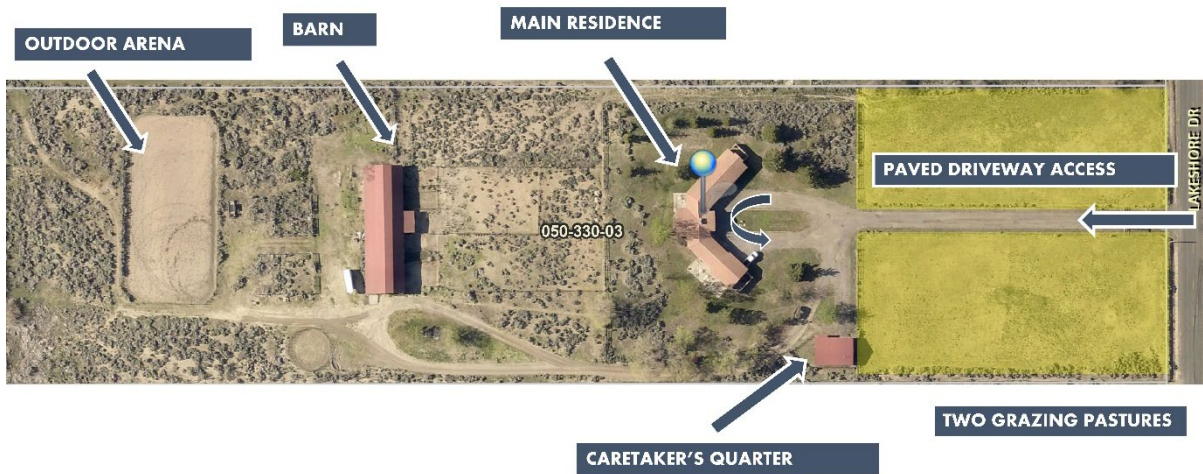 MAIN RESIDENCE
BARN
OUTDOOR ARENA
PAVED DRIVEWAY ACCESS
LAKESHORE DR
050-330-03
TWO GRAZING PASTURES
CARETAKER'S QUARTER